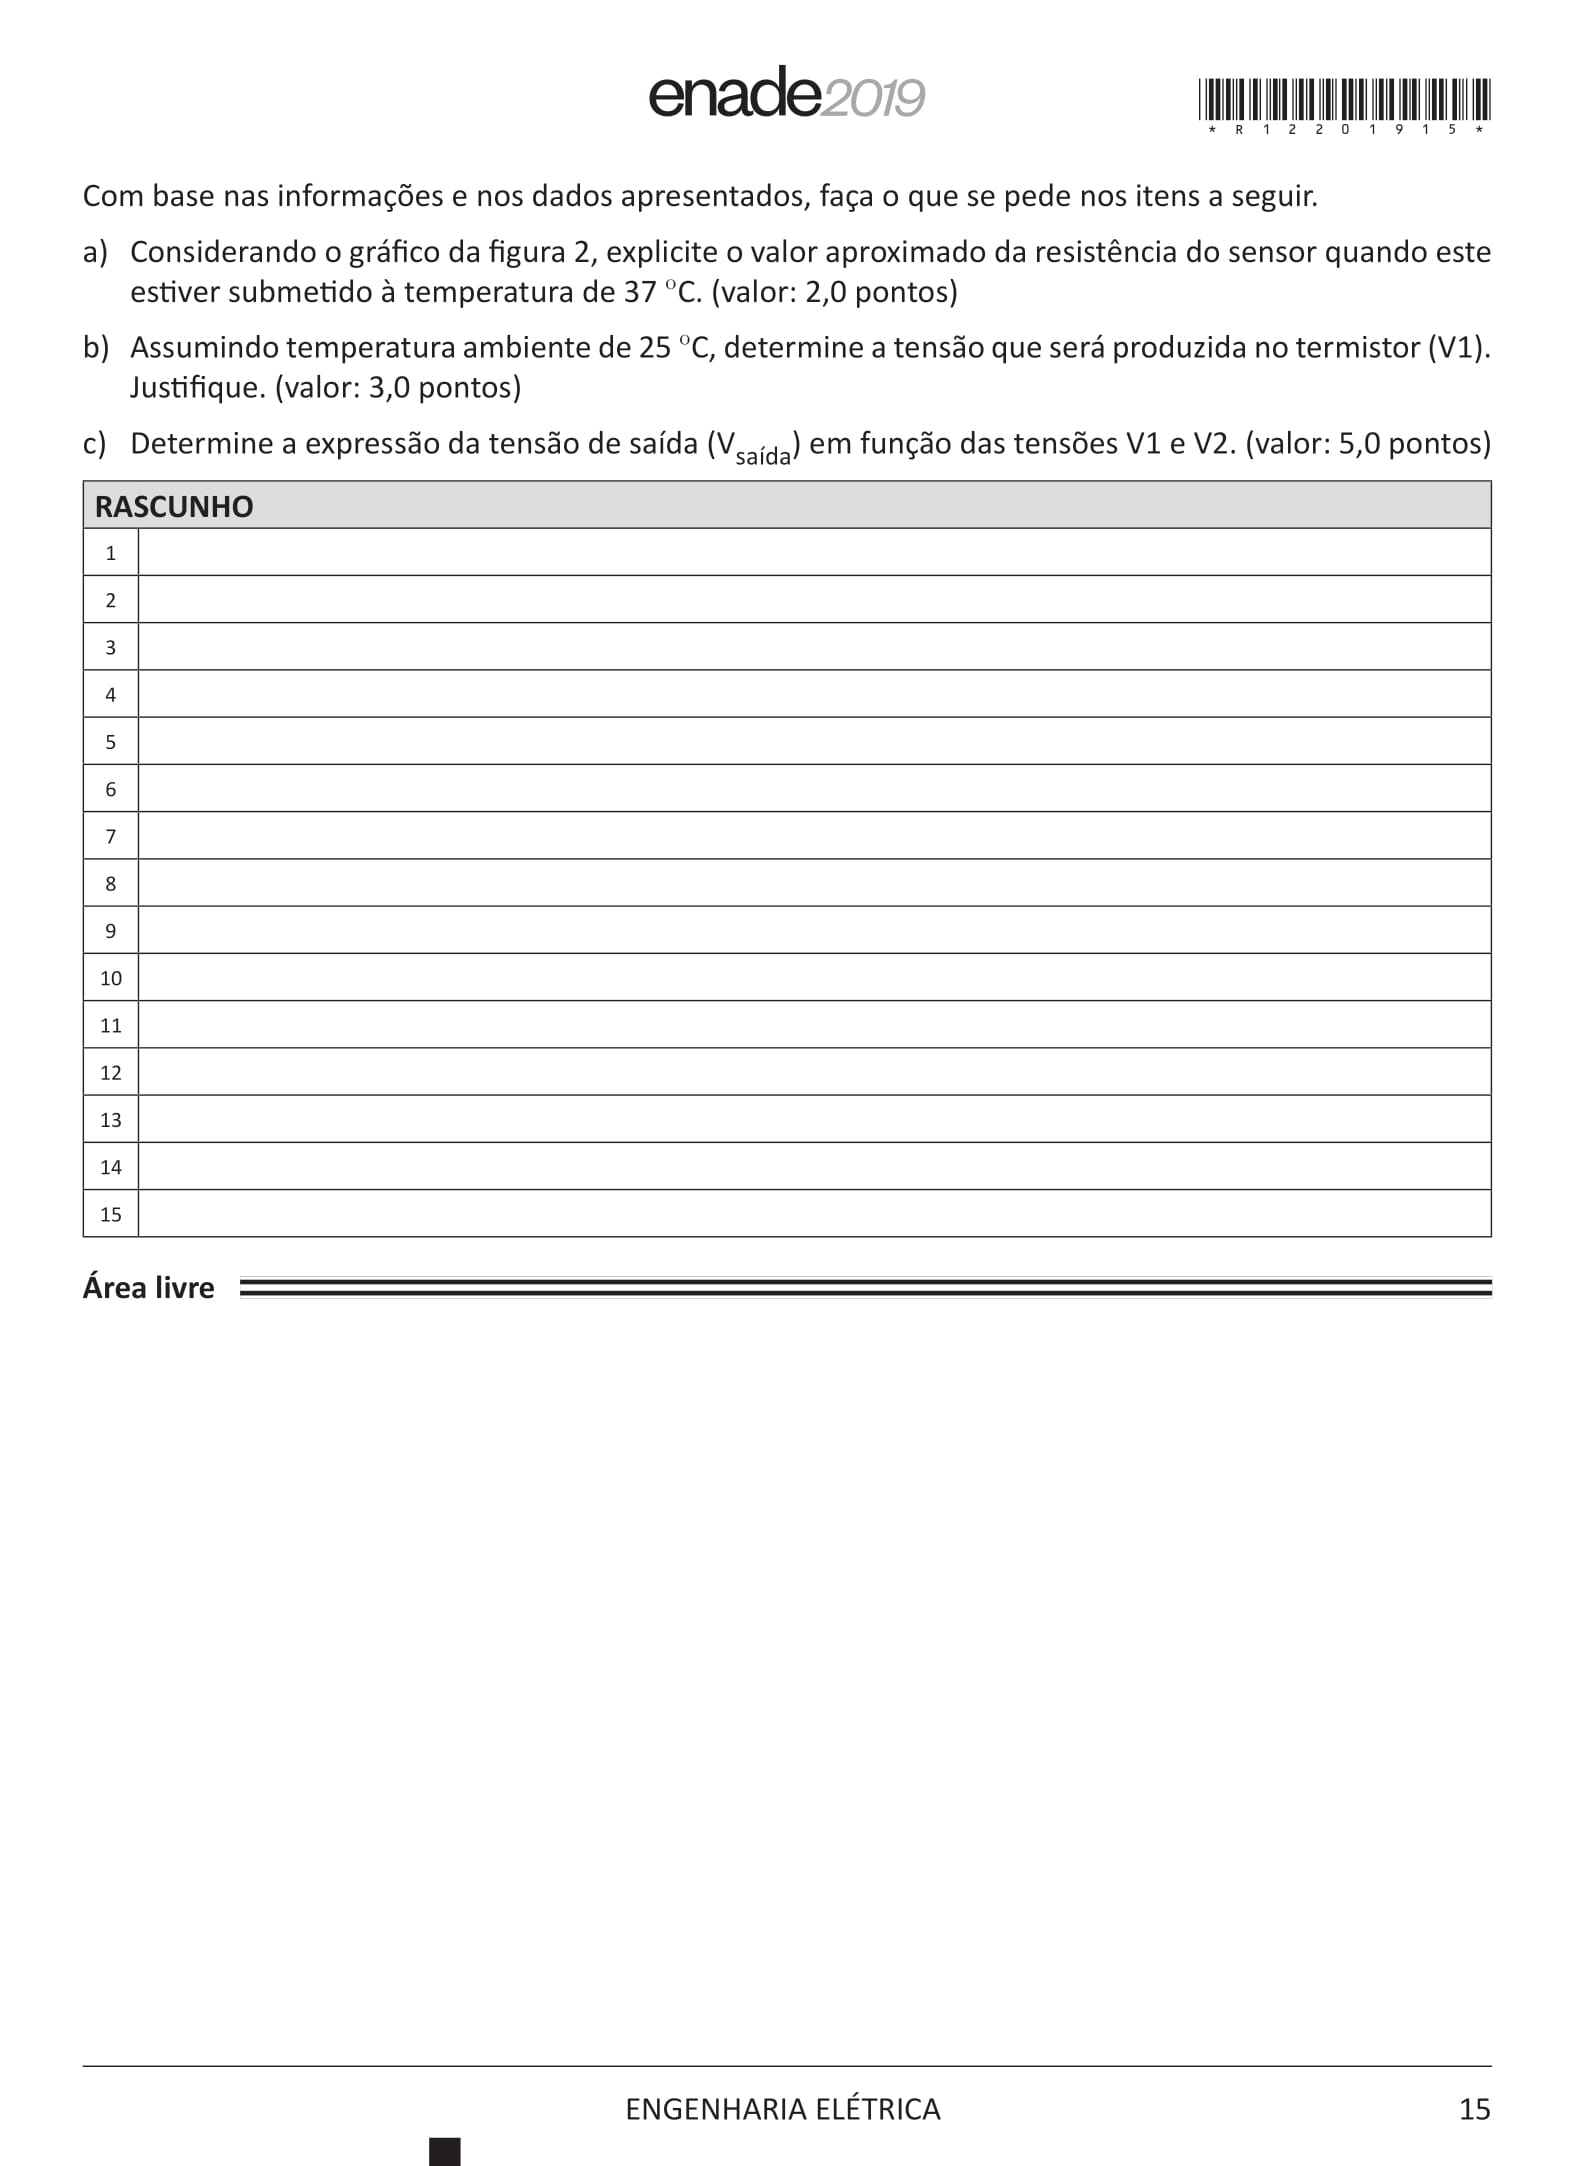 enade2019
*R12201915*
Com base nas informações e nos dados apresentados, faça o que se pede nos itens a seguir.
a) Considerando o gráfico da figura 2, explicite o valor aproximado da resistência do sensor quando este
estiver submetido à temperatura de 37 °C. (valor: 2,0 pontos)
b) Assumindo temperatura ambiente de 25 °C, determine a tensão que será produzida no termistor (V1).
Justifique. (valor: 3,0 pontos)
c) Determine a expressão da tensão de saída (Vsaída) em função das tensões V1 e V2. (valor: 5,0 pontos)
RASCUNHO
1
2
3
4
5
6
7
8
9
10
11
12
13
14
15
Área livre
ENGENHARIA ELÉTRICA
15